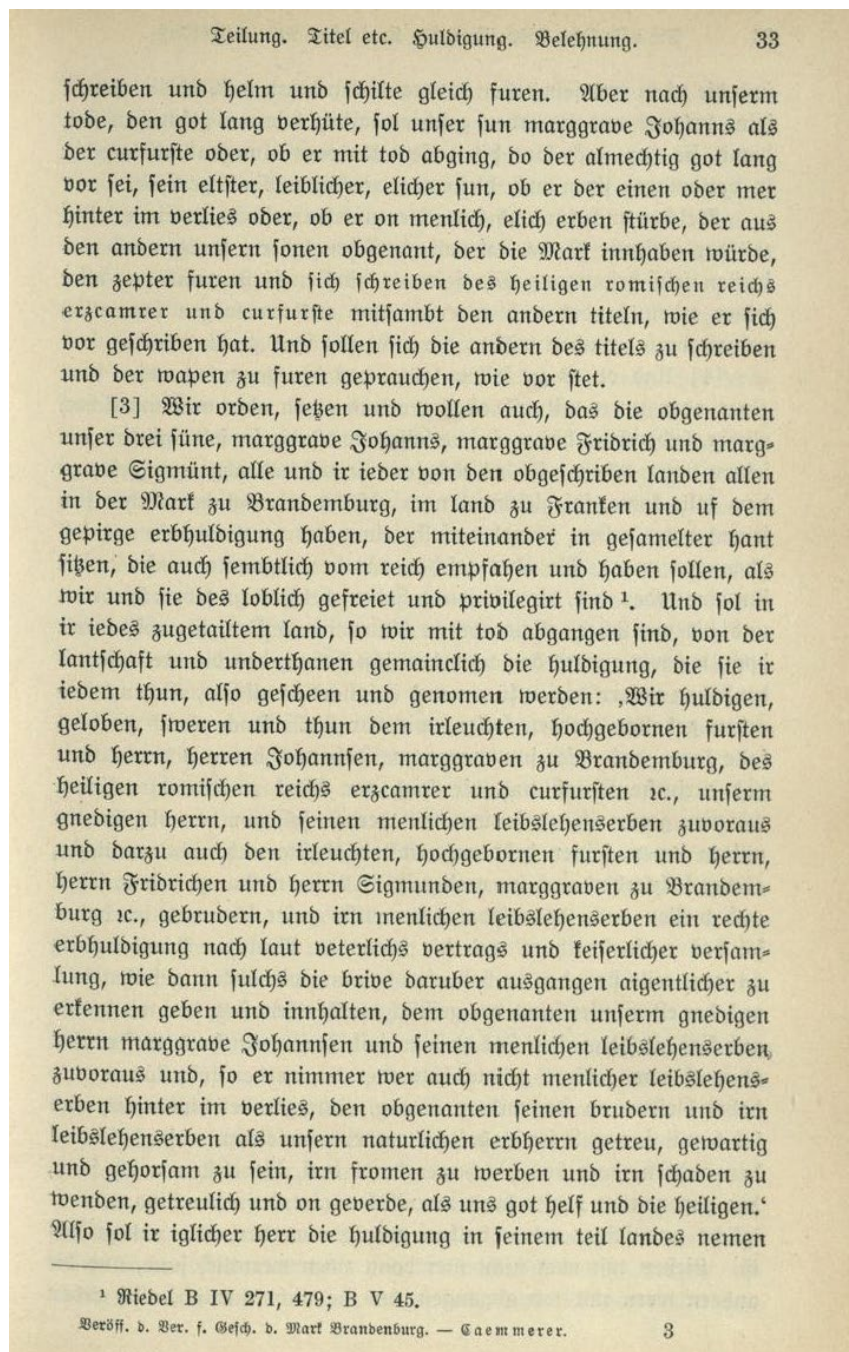 Teilung. Titel etc. Huldigung. Belehnung. 33
schreiben und helm und schilte gleich furen. Aber nach unserm
tode, den got lang verhüte, sol unser sun marggrave Johanns als
der curfurste oder, ob er mit tod abging, do der almechtig got lang
vor sei, sein eltster, leiblicher, elicher sun, ob er der einen oder mer
hinter im verlies oder, ob er on menlich, elich erben stürbe, der aus
den andern unsern sonen obgenant, der die Mark innhaben würde,
den zepter furen und sich schreiben des heiligen romischen reichs
erzcamrer und curfurste mitsambt den andern titeln, wie er sich
vor geschriben hat. Und sollen sich die andern des titels zu schreiben
und der wapen zu furen geprauchen, wie vor stet.
[3] Wir orden, setzen und wollen auch, das die obgenanten
unser drei süne, marggrave Johanns, marggrave Fridrich und marg-
grave Sigmünt, alle und ir ieder von den obgeschriben landen allen
in der Mark zu Brandemburg, im land zu Franken und uf dem
gepirge erbhuldigung haben, der miteinander in gesamelter hant
sitzen, die auch sembtlich vom reich empfahen und haben sollen, als
wir und sie des loblich gefreiet und privilegirt sind ¹. Und sol in
ir iedes zugetailtem land, so wir mit tod abgangen sind, von der
lantschaft und underthanen gemainclich die huldigung, die sie ir
iedem thun, also gescheen und genomen werden: ‚Wir huldigen,
geloben, sweren und thun dem irleuchten, hochgebornen fursten
und herrn, herren Johannsen, marggraven zu Brandemburg, des
heiligen romischen reichs erzcamrer und curfursten ꝛc., unserm
gnedigen herrn, und seinen menlichen leibslehenserben zuvoraus
und darzu auch den irleuchten, hochgebornen fursten und herrn,
herrn Fridrichen und herrn Sigmunden, marggraven zu Brandem-
burg ꝛc., gebrudern, und irn menlichen leibslehenserben ein rechte
erbhuldigung nach laut veterlichs vertrags und keiserlicher versam-
lung, wie dann sulchs die brive daruber ausgangen aigentlicher zu
erkennen geben und innhalten, dem obgenanten unserm gnedigen
herrn marggrave Johannsen und seinen menlichen leibslehenserben,
zuvoraus und, so er nimmer wer auch nicht menlicher leibslehens-
erben hinter im verlies, den obgenanten seinen brudern und irn
leibslehenserben als unsern naturlichen erbherrn getreu, gewartig
und gehorsam zu sein, irn fromen zu werben und irn schaden zu
wenden, getreulich und on geverde, als uns got helf und die heiligen.‘
Also sol ir iglicher herr die huldigung in seinem teil landes nemen
¹ Riedel B IV 271, 479; B V 45.
Veröff. d. Ver. f. Gesch. d. Mark Brandenburg. — Caemmerer. 3